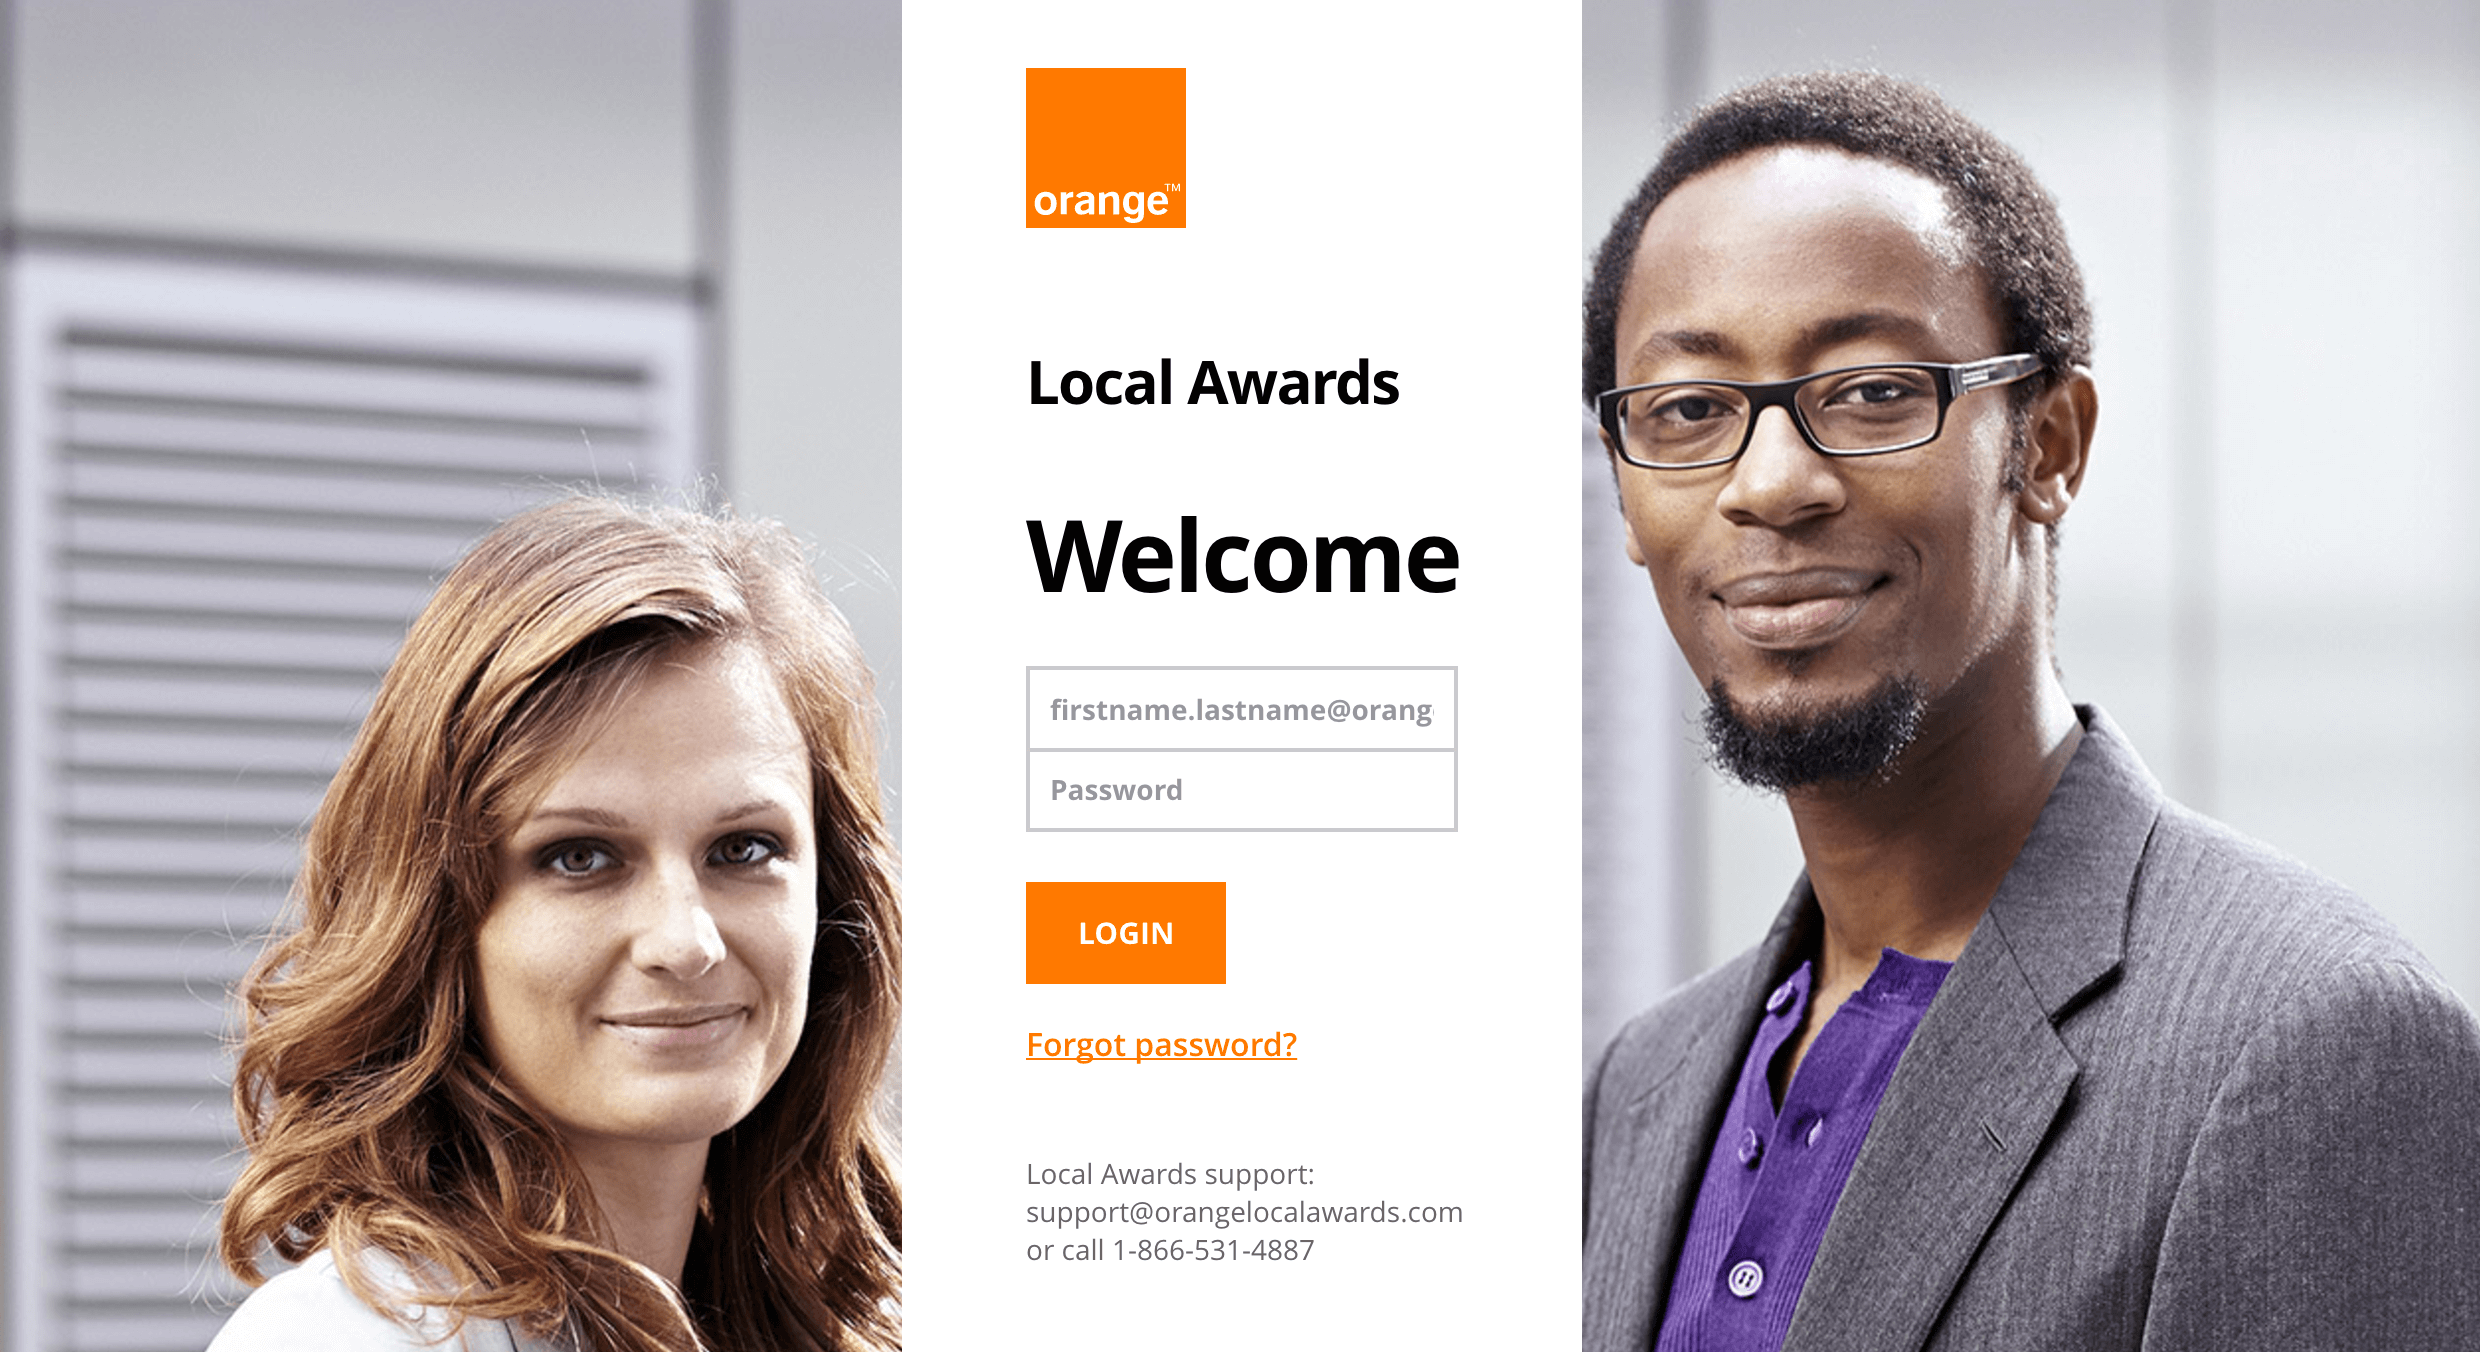 orange™
Local Awards
Welcome
firstname.lastname@orang
Password
LOGIN
Forgot password?
Local Awards support:
support@orangelocalawards.com
or call 1-866-531-4887